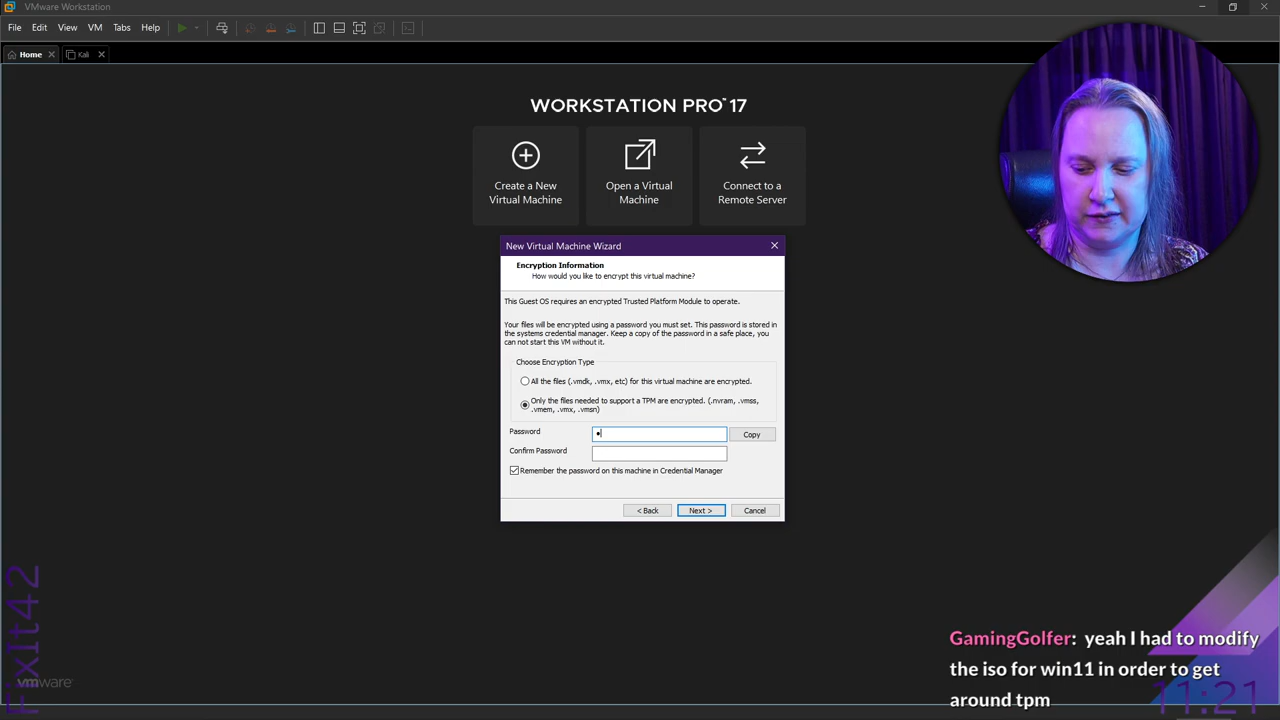 VMware Workstation
File Edit View VM Tabs Help
Home Kali
WORKSTATION PRO™ 17
Create a New
Virtual Machine
Open a Virtual
Machine
Connect to a
Remote Server
New Virtual Machine Wizard
Encryption Information
How would you like to encrypt this virtual machine?
This Guest OS requires an encrypted Trusted Platform Module to operate.
Your files will be encrypted using a password you must set. This password is stored in
the systems credential manager. Keep a copy of the password in a safe place, you
can not start this VM without it.
Choose Encryption Type
All the files (.vmdk, .vmx, etc) for this virtual machine are encrypted.
Only the files needed to support a TPM are encrypted. (.nvram, .vmss,
.vmem, .vmx, .vmsn)
Password
Copy
Confirm Password
Remember the password on this machine in Credential Manager
< Back Next > Cancel
FixIt42
vmware
GamingGolfer: yeah I had to modify
the iso for win11 in order to get
around tpm
11:21